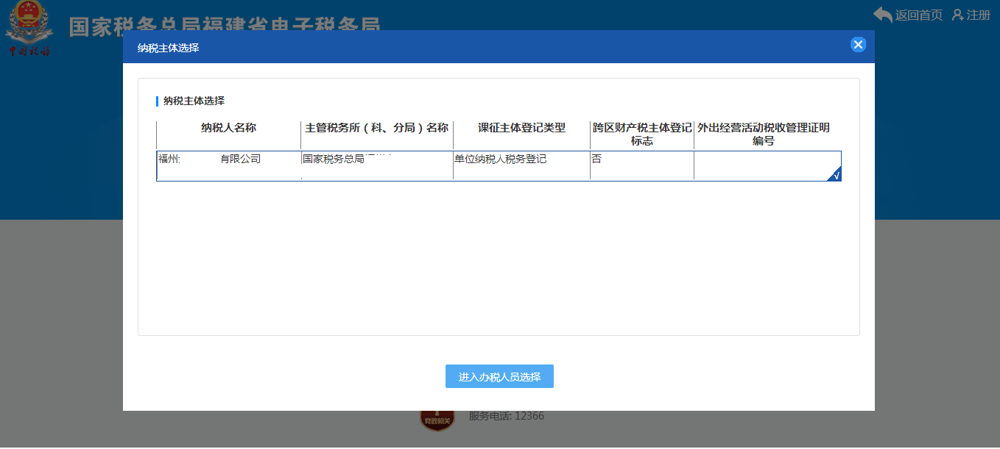 国家税务总局福建省电子税务局
返回首页 注册
中国税务
纳税主体选择
纳税主体选择
纳税人名称 主管税务所（科、分局）名称 课征主体登记类型 跨区财产税主体登记 外出经营活动税收管理证明
标志 编号
福州 有限公司 国家税务总局 单位纳税人税务登记 否
√
进入办税人员选择
党政机关
服务电话: 12366